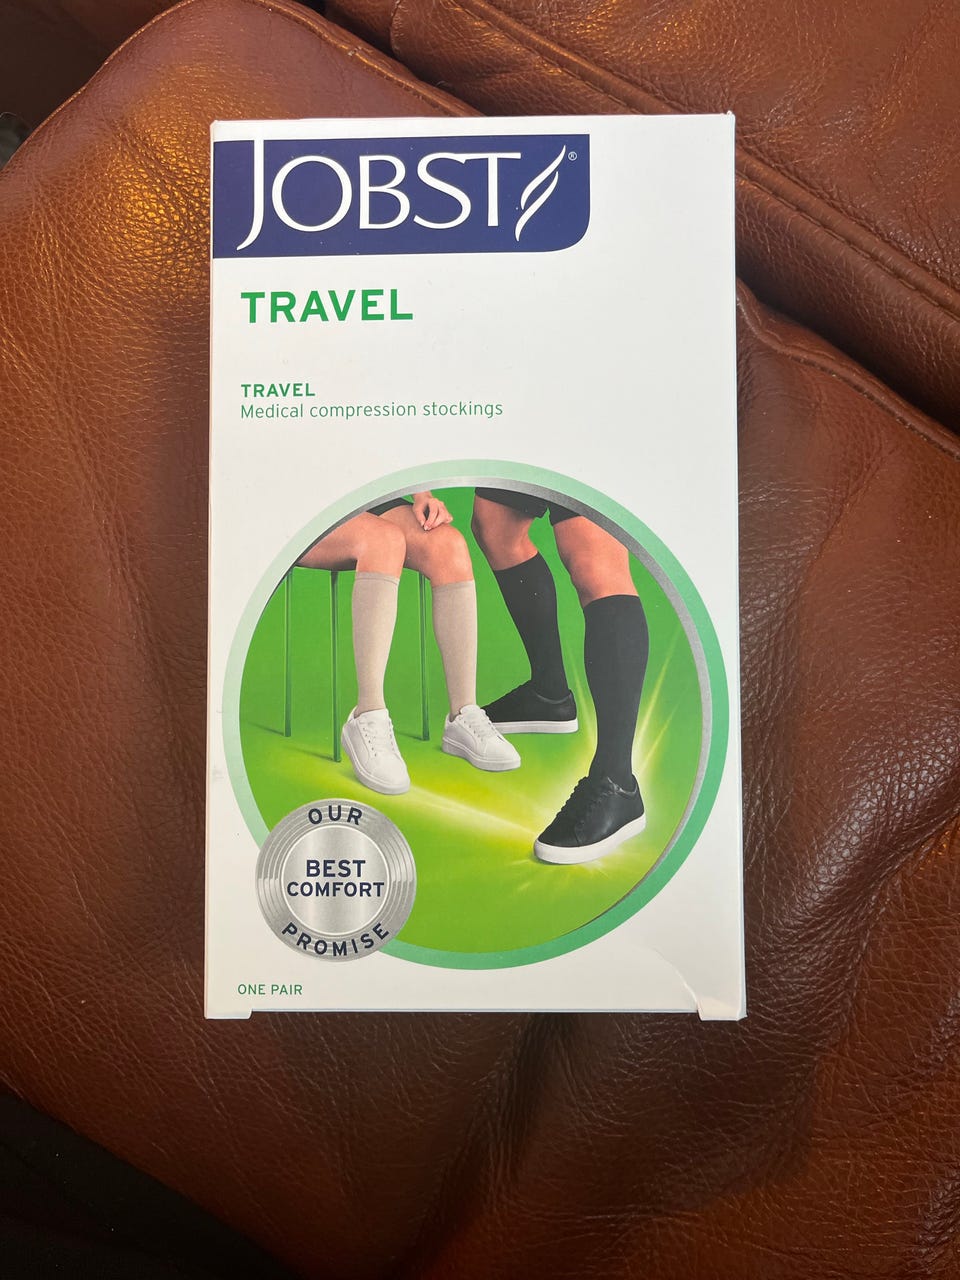 JOBST®
TRAVEL
TRAVEL
Medical compression stockings
OUR
BEST
COMFORT
PROMISE
ONE PAIR